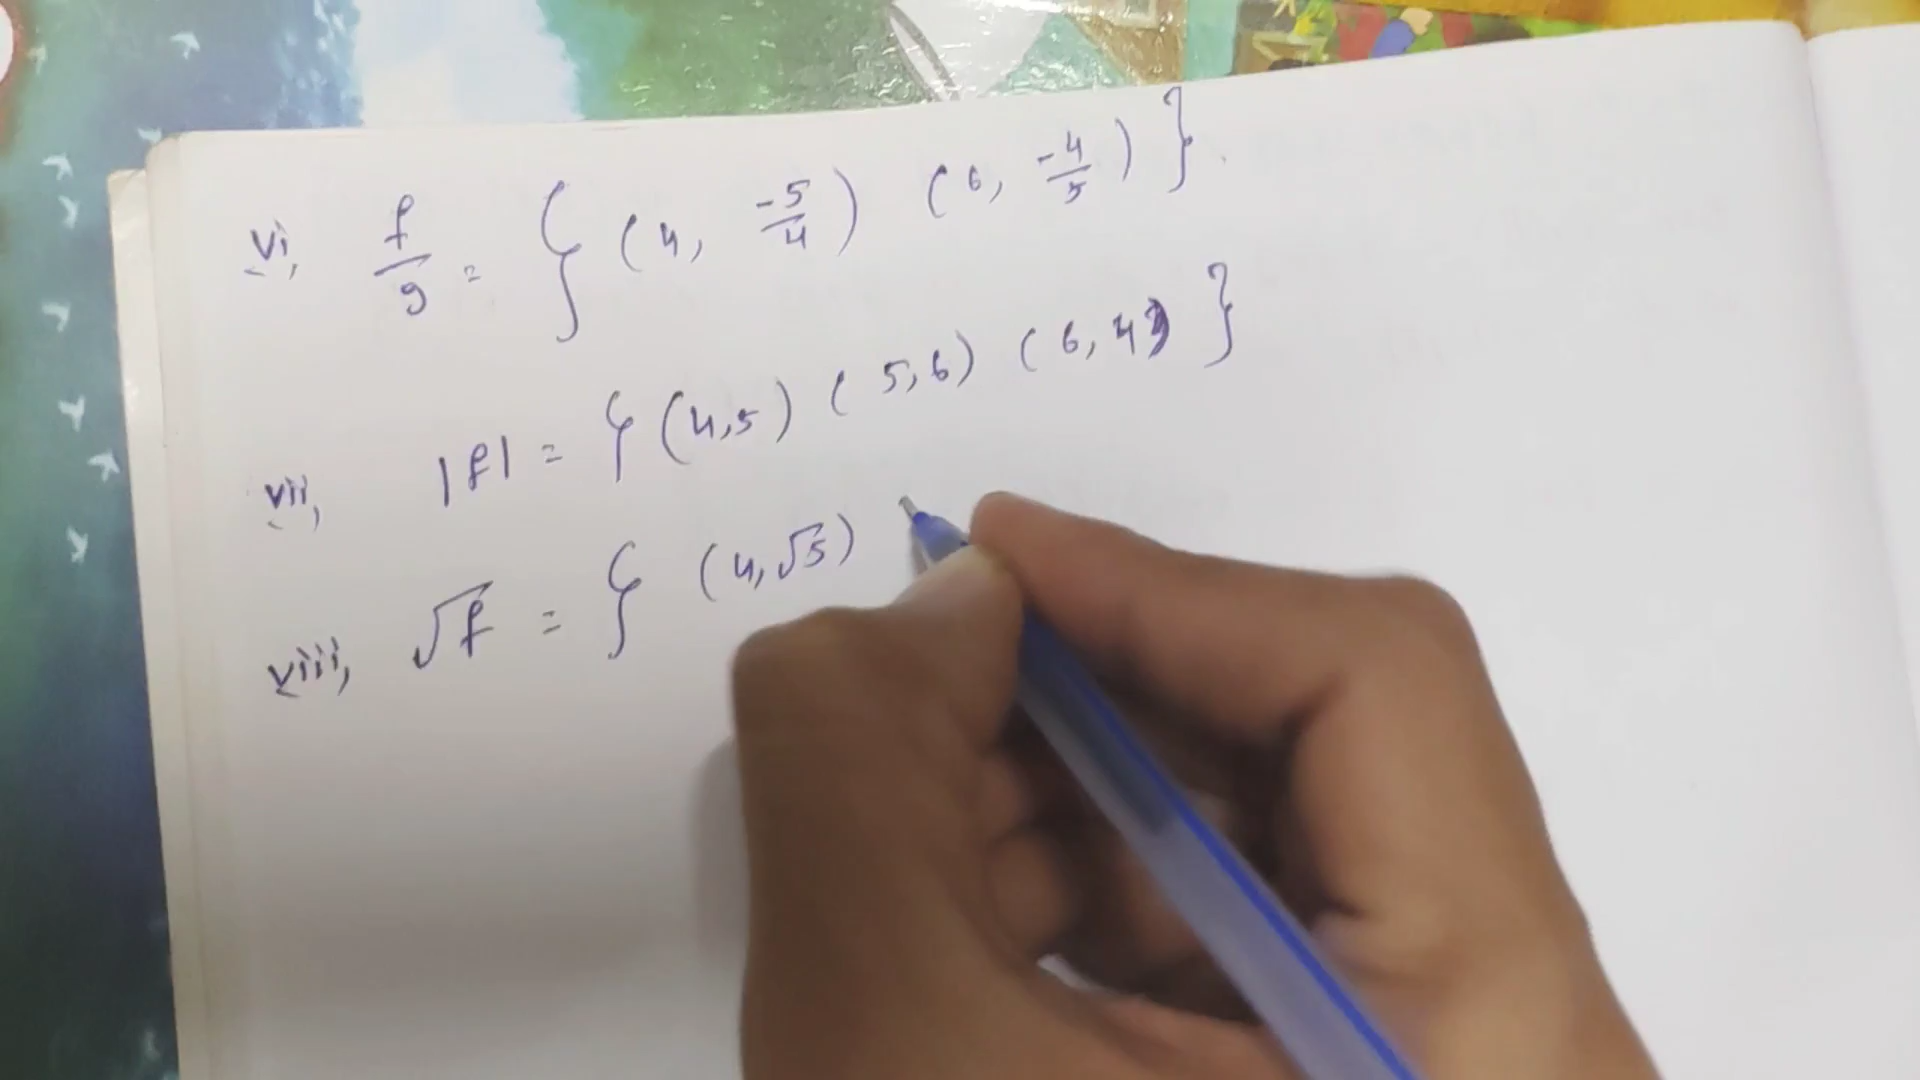 vi, f/g = { (4, -5/4) (6, -4/5) }.
vii, |f| = { (4,5) (5,6) (6,4) }
viii, √f = { (4,√5)